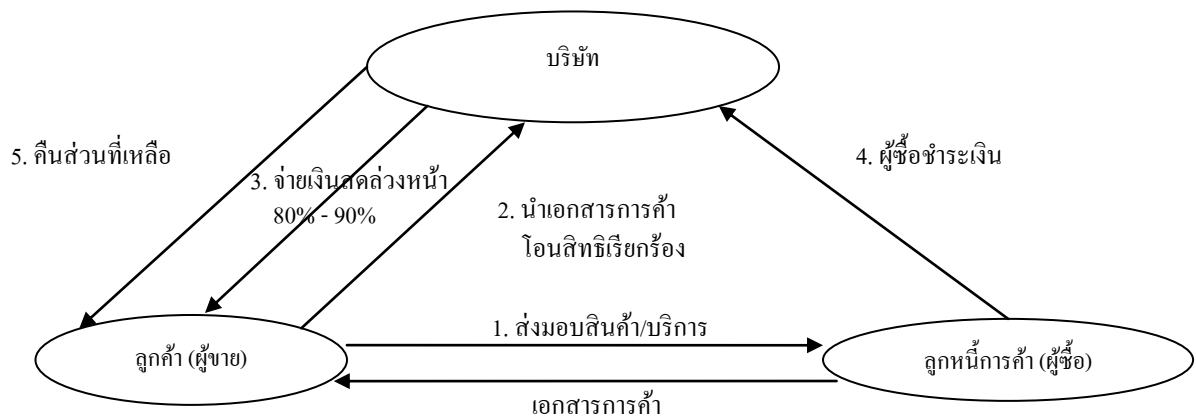 บริษัท
5. คืนส่วนที่เหลือ
4. ผู้ซื้อชำระเงิน
3. จ่ายเงินสดล่วงหน้า
80% - 90%
2. นำเอกสารการค้า
โอนสิทธิเรียกร้อง
1. ส่งมอบสินค้า/บริการ
ลูกค้า (ผู้ขาย)
ลูกหนี้การค้า (ผู้ซื้อ)
เอกสารการค้า